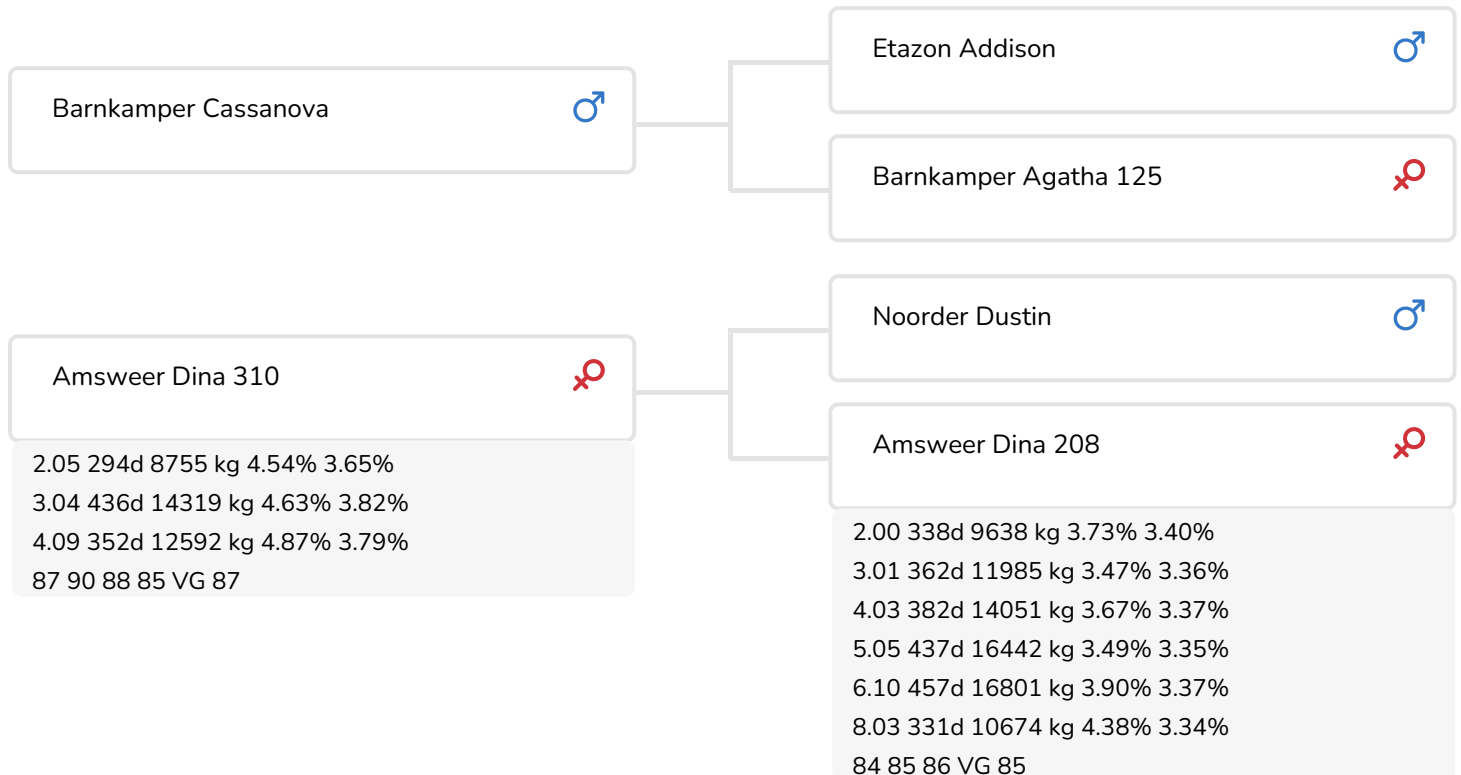 Barnkamper Cassanova
Etazon Addison
Barnkamper Agatha 125
Amsweer Dina 310
2.05 294d 8755 kg 4.54% 3.65%
3.04 436d 14319 kg 4.63% 3.82%
4.09 352d 12592 kg 4.87% 3.79%
87 90 88 85 VG 87
Noorder Dustin
Amsweer Dina 208
2.00 338d 9638 kg 3.73% 3.40%
3.01 362d 11985 kg 3.47% 3.36%
4.03 382d 14051 kg 3.67% 3.37%
5.05 437d 16442 kg 3.49% 3.35%
6.10 457d 16801 kg 3.90% 3.37%
8.03 331d 10674 kg 4.38% 3.34%
84 85 86 VG 85